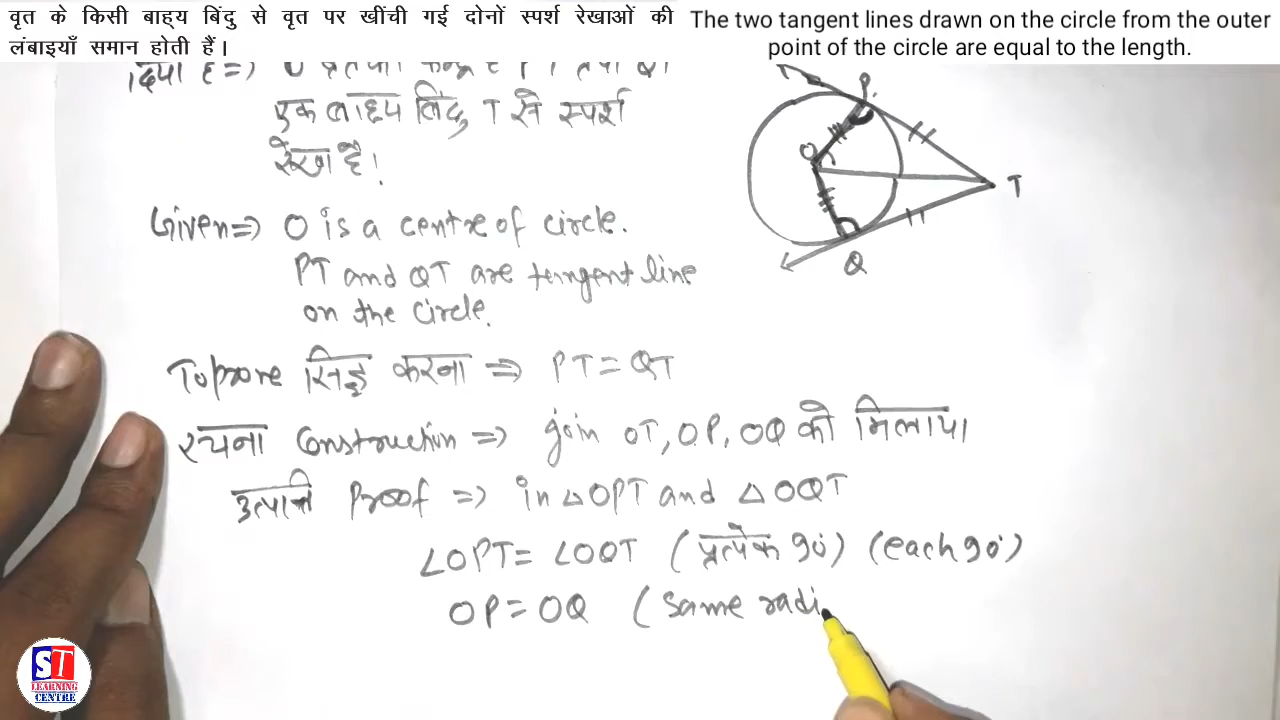 वृत के किसी बाह्य बिंदु से वृत पर खींची गई दोनों स्पर्श रेखाओं की
लंबाइयाँ समान होती हैं।
The two tangent lines drawn on the circle from the outer
point of the circle are equal to the length.
एक बाह्य बिंदु T से स्पर्श
रेखा है।
Given⇒ O is a centre of circle.
PT and QT are tengent line
on the circle.
To prove सिद्ध करना ⇒ PT=QT
रचना Construction ⇒ join OT, OP, OQ को मिलाया
उत्पत्ति Proof ⇒ in △OPT and △OQT
∠OPT= ∠OQT (प्रत्येक 90°) (each 90°)
OP=OQ (same radi
P.
O
T
Q
ST
LEARNING
CENTRE